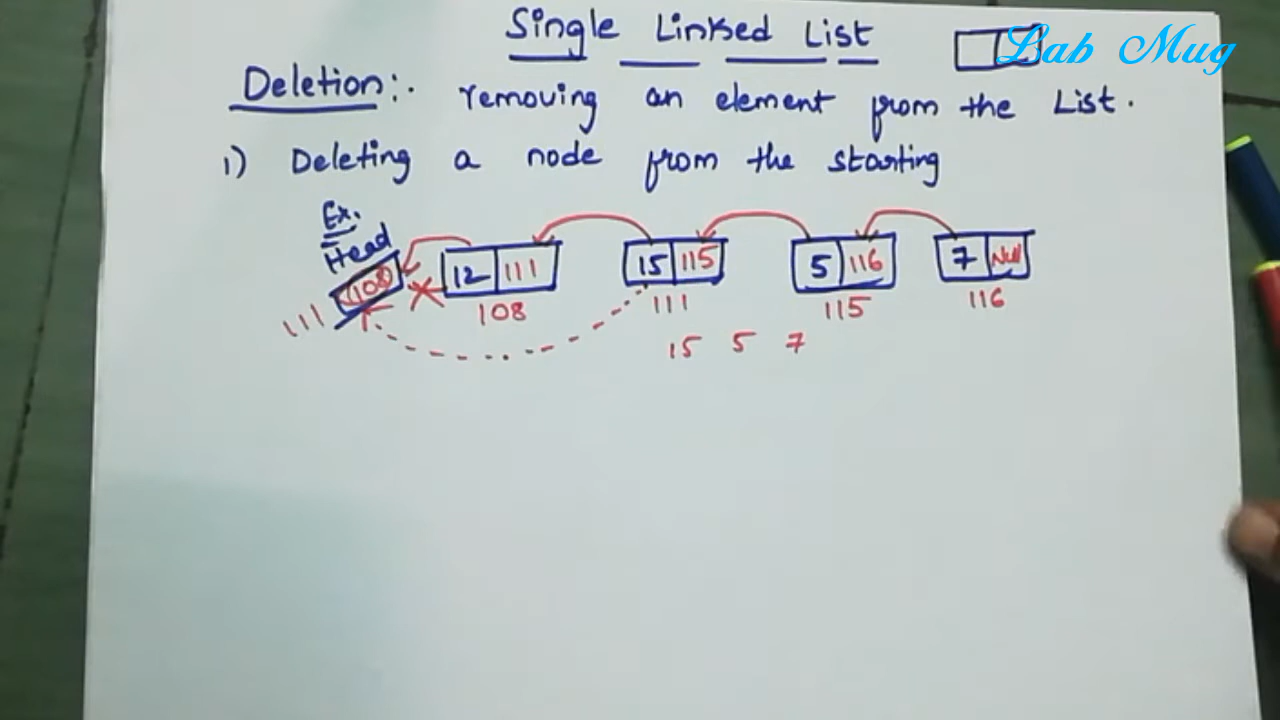 Single Linked List
Lab Mug
Deletion:- removing an element from the List.
1) Deleting a node from the starting
Ex.
Head
108 12 111 15 115 5 116 7 Null
111 108 111 115 116
15 5 7